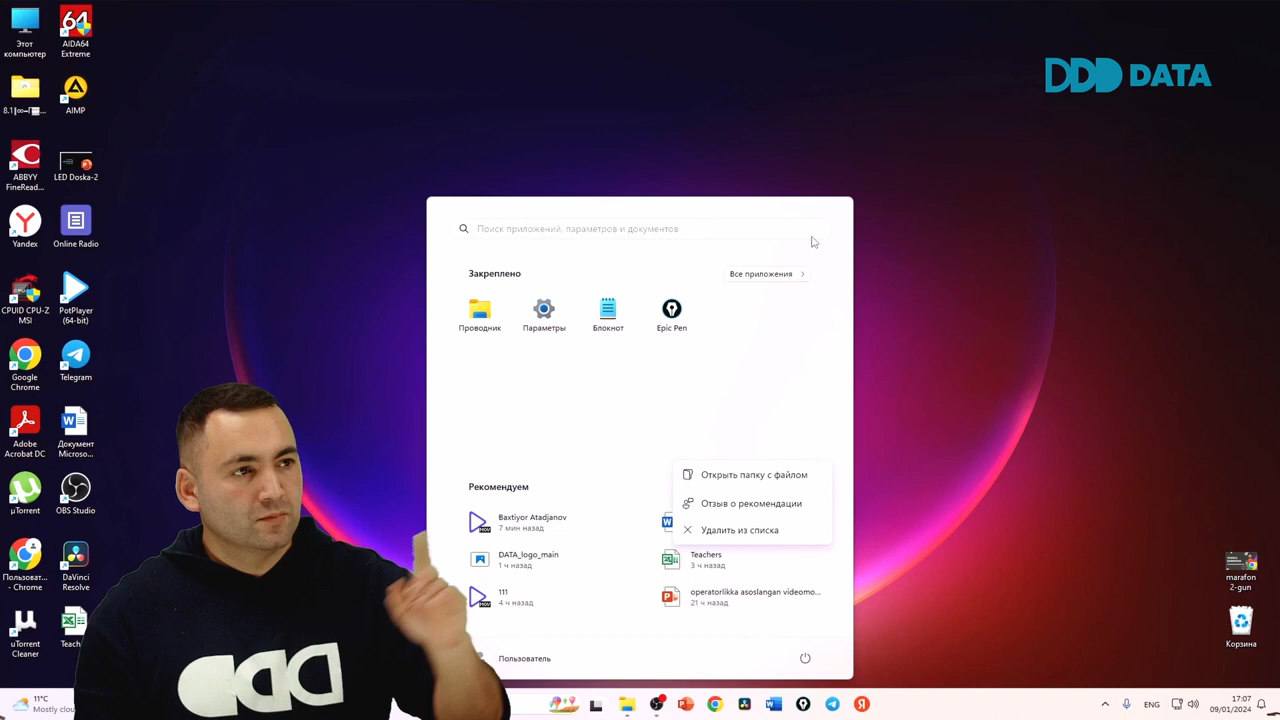 Этот
компьютер
64
AIDA64
Extreme
DDD DATA
AIMP
ABBYY
FineRead...
LED Doska-2
Yandex
Online Radio
CPUID CPU-Z
MSI
PotPlayer
(64-bit)
Google
Chrome
Telegram
Adobe
Acrobat DC
Документ
Microso...
µTorrent
OBS Studio
Пользоват...
Chrome
DaVinci
Resolve
uTorrent
Cleaner
Поиск приложений, параметров и документов
Закреплено
Все приложения
Проводник
Параметры
Блокнот
Epic Pen
Рекомендуем
Открыть папку с файлом
Отзыв о рекомендации
Удалить из списка
Baxtiyor Atadjanov
7 мин назад
DATA_logo_main
1 ч назад
Teachers
3 ч назад
111
4 ч назад
operatorlikka asoslangan videomo...
21 ч назад
Пользователь
marafon
2-gun
Корзина
11°C
ENG
17:07
09/01/2024